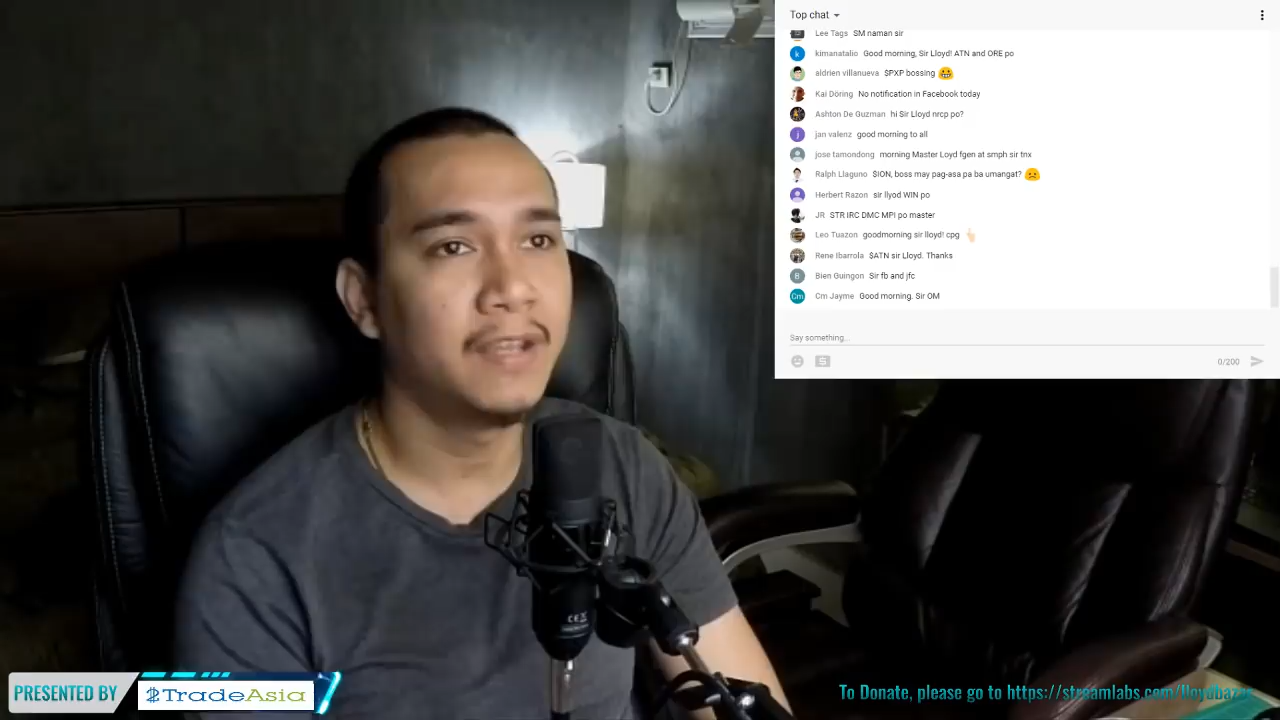 Top chat
Lee Tags SM naman sir
kimanatalio Good morning, Sir Lloyd! ATN and ORE po
aldrien villanueva $PXP bossing
Kai Döring No notification in Facebook today
Ashton De Guzman hi Sir Lloyd nrcp po?
jan valenz good morning to all
jose tamondong morning Master Loyd fgen at smph sir tnx
Ralph Llaguno $ION, boss may pag-asa pa ba umangat?
Herbert Razon sir llyod WIN po
JR STR IRC DMC MPI po master
Leo Tuazon goodmorning sir lloyd! cpg
Rene Ibarrola $ATN sir Lloyd. Thanks
Bien Guingon Sir fb and jfc
Cm Jayme Good morning. Sir OM
Say something...
0/200
PRESENTED BY $TradeAsia
To Donate, please go to https://streamlabs.com/lloydbazar